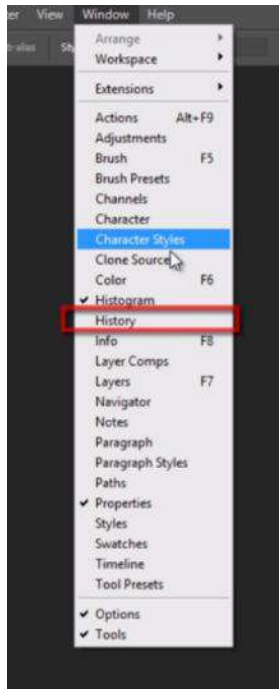 er View Window Help
Arrange
Workspace
Extensions
Actions Alt+F9
Adjustments
Brush F5
Brush Presets
Channels
Character
Character Styles
Clone Source
Color F6
Histogram
History
Info F8
Layer Comps
Layers F7
Navigator
Notes
Paragraph
Paragraph Styles
Paths
Properties
Styles
Swatches
Timeline
Tool Presets
Options
Tools